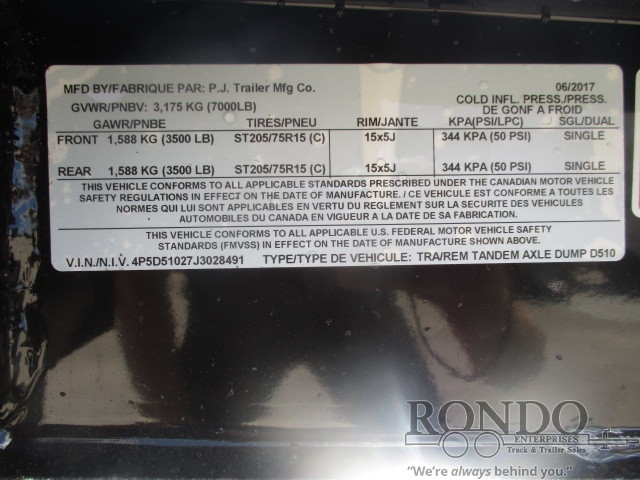 MFD BY/FABRIQUE PAR: P.J. Trailer Mfg Co. 06/2017
GVWR/PNBV: 3,175 KG (7000LB) COLD INFL. PRESS./PRESS.
DE GONF A FROID
GAWR/PNBE TIRES/PNEU RIM/JANTE KPA(PSI/LPC) SGL/DUAL
FRONT 1,588 KG (3500 LB) ST205/75R15 (C) 15x5J 344 KPA (50 PSI) SINGLE
REAR 1,588 KG (3500 LB) ST205/75R15 (C) 15x5J 344 KPA (50 PSI) SINGLE
THIS VEHICLE CONFORMS TO ALL APPLICABLE STANDARDS PRESCRIBED UNDER THE CANADIAN MOTOR VEHICLE
SAFETY REGULATIONS IN EFFECT ON THE DATE OF MANUFACTURE. / CE VEHICULE EST CONFORME A TOUTES LES
NORMES QUI LUI SONT APPLICABLES EN VERTU DU REGLEMENT SUR LA SECURITE DES VEHICULES
AUTOMOBILES DU CANADA EN VIGUEUR A LA DATE DE SA FABRICATION.
THIS VEHICLE CONFORMS TO ALL APPLICABLE U.S. FEDERAL MOTOR VEHICLE SAFETY
STANDARDS (FMVSS) IN EFFECT ON THE DATE OF MANUFACTURE SHOWN ABOVE.
V.I.N./N.I.V. 4P5D51027J3028491 TYPE/TYPE DE VEHICULE: TRA/REM TANDEM AXLE DUMP D510
RONDO
ENTERPRISES
Truck & Trailer Sales
"We're always behind you."